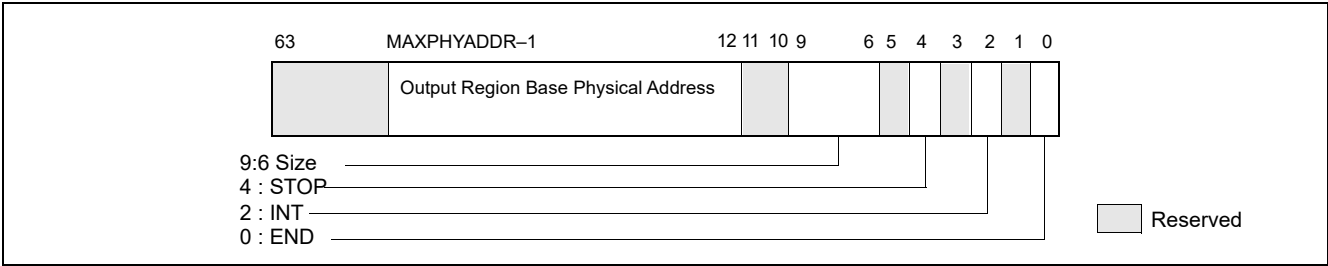 63 MAXPHYADDR–1 12 11 10 9 6 5 4 3 2 1 0
Output Region Base Physical Address
9:6 Size
4 : STOP
2 : INT
0 : END
Reserved